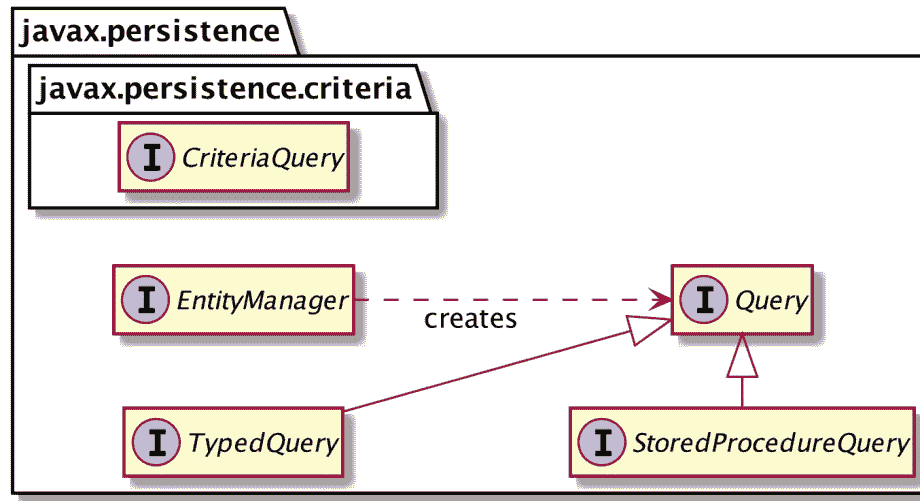 javax.persistence
javax.persistence.criteria
I CriteriaQuery
I EntityManager
creates
I Query
I TypedQuery
I StoredProcedureQuery